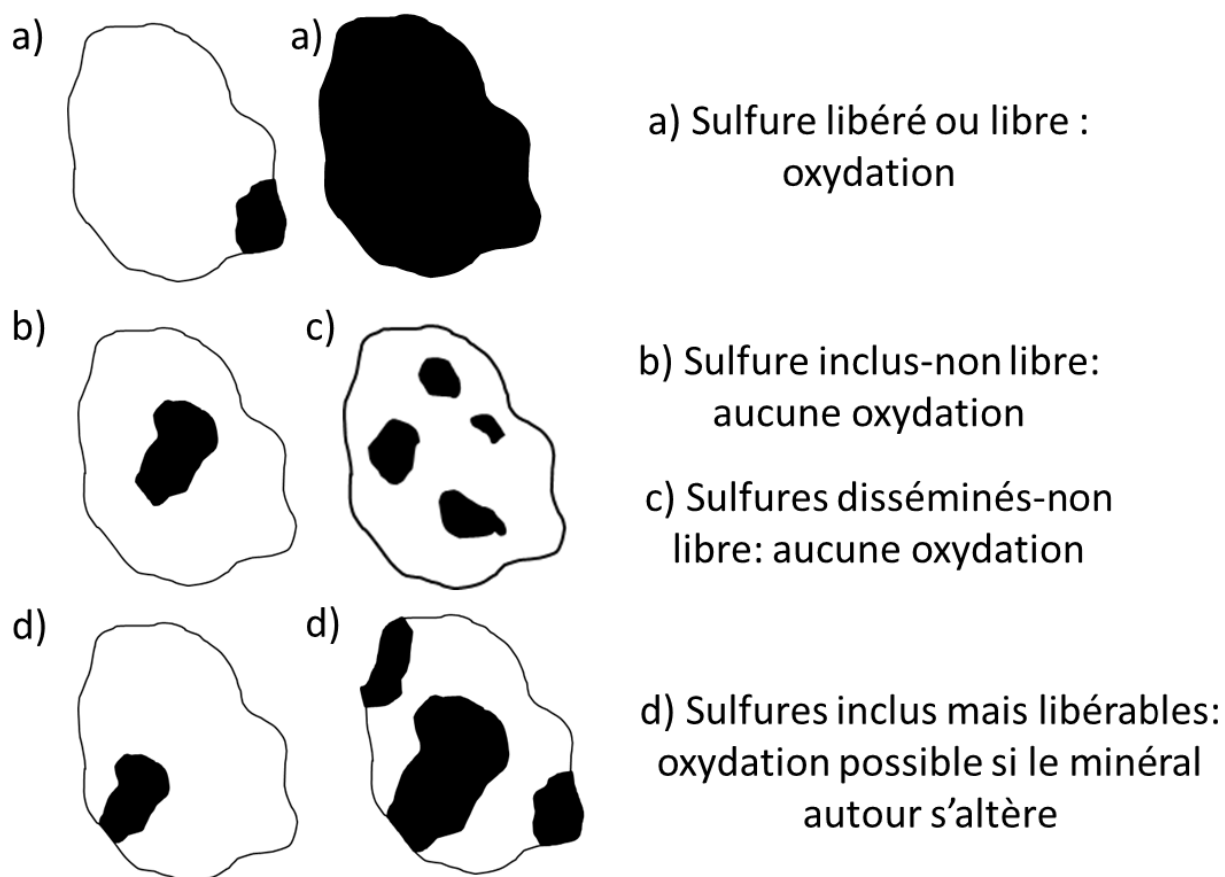 a)
a)
a) Sulfure libéré ou libre :
oxydation
b)
c)
b) Sulfure inclus-non libre:
aucune oxydation
c) Sulfures disséminés-non
libre: aucune oxydation
d)
d)
d) Sulfures inclus mais libérables:
oxydation possible si le minéral
autour s’altère